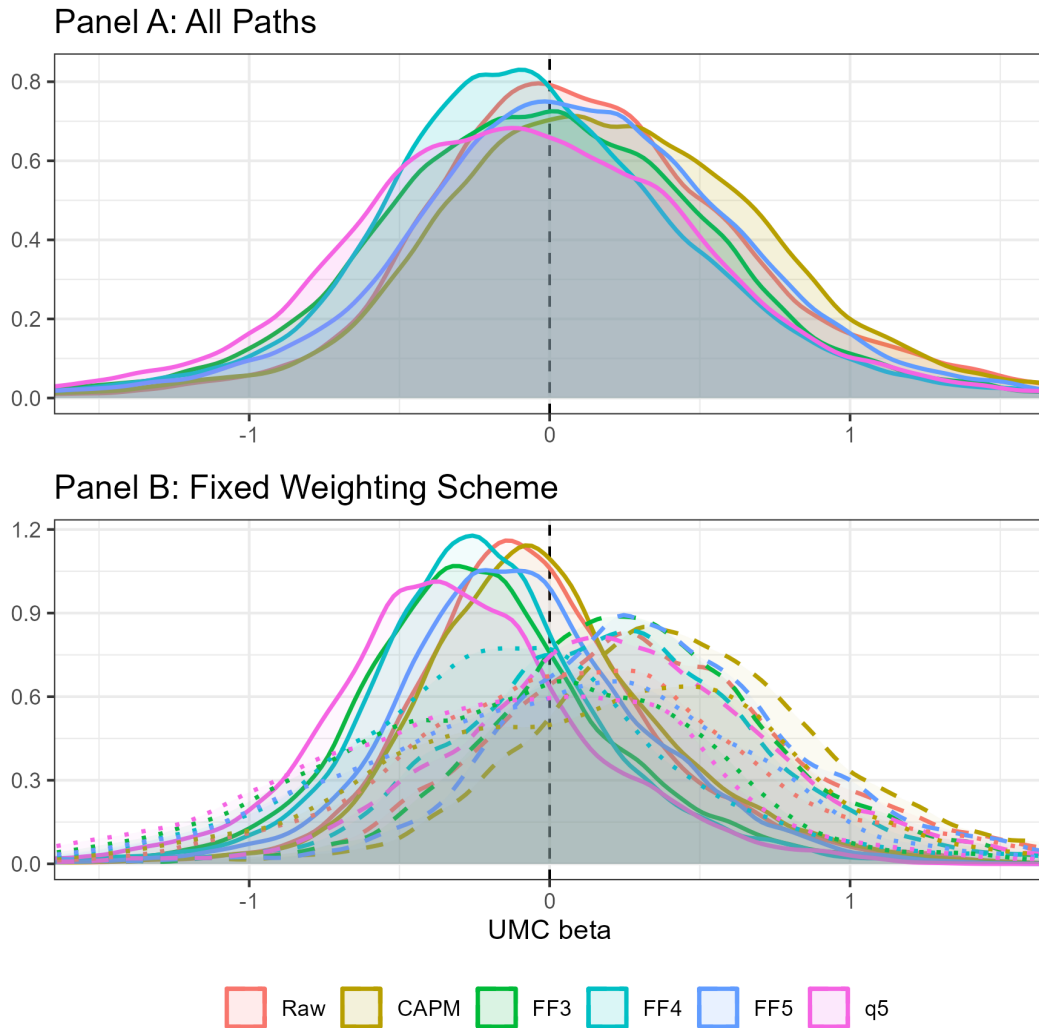 Panel A: All Paths
0.8
0.6
0.4
0.2
0.0
-1 0 1
Panel B: Fixed Weighting Scheme
1.2
0.9
0.6
0.3
0.0
-1 0 1
UMC beta
Raw CAPM FF3 FF4 FF5 q5